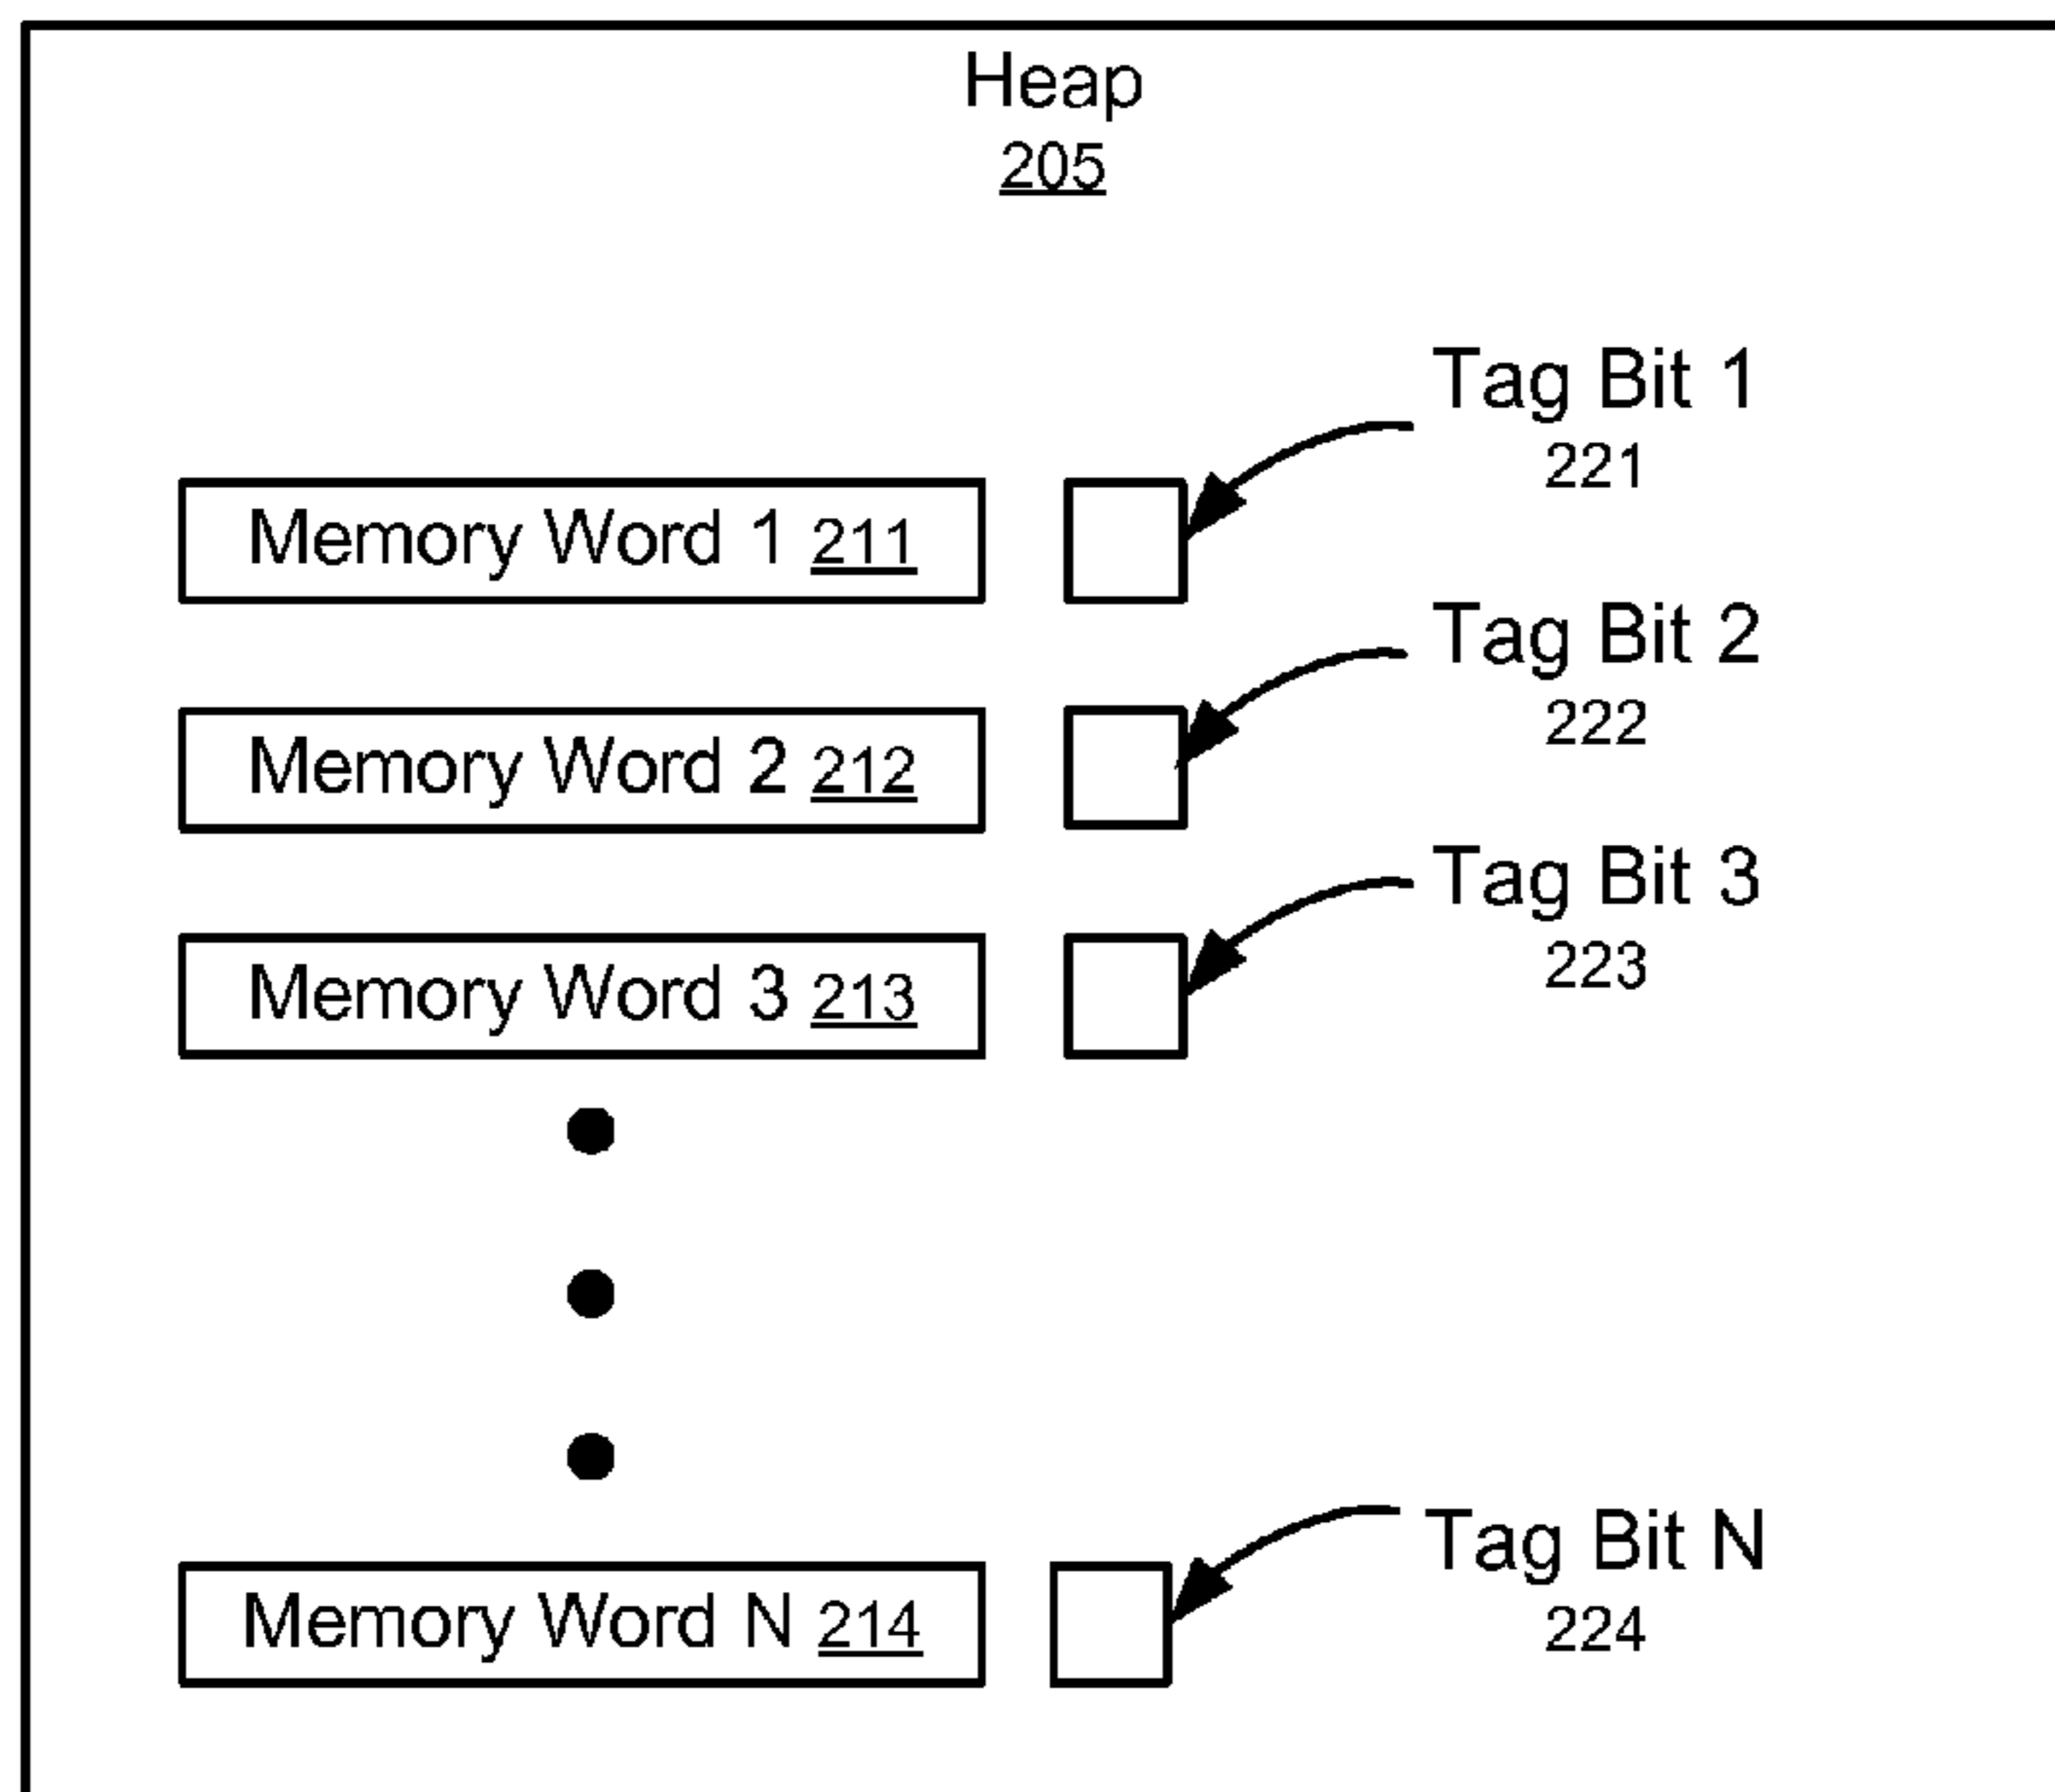 Heap
205
Tag Bit 1
221
Memory Word 1 211
Tag Bit 2
222
Memory Word 2 212
Tag Bit 3
223
Memory Word 3 213
Tag Bit N
224
Memory Word N 214